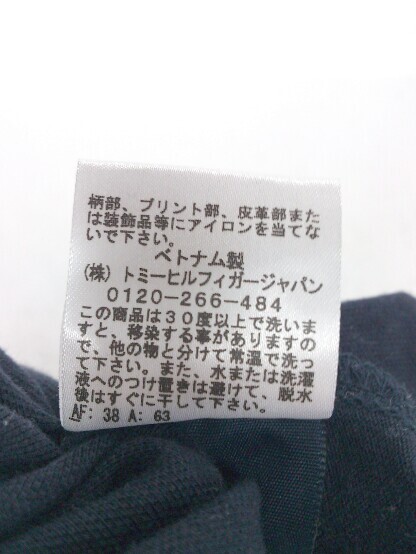 柄部、プリント部、皮革部また
は装飾品等にアイロンを当てな
いで下さい。
ベトナム製
(株) トミーヒルフィガージャパン
0120-266-484
この商品は30度以上で洗いま
すと、移染する事がありますの
で、他の物と分けて常温で洗っ
て下さい。また、水または洗濯
液へのつけ置きは避けて、脱水
後はすぐに干して下さい。
AF: 38 A: 63